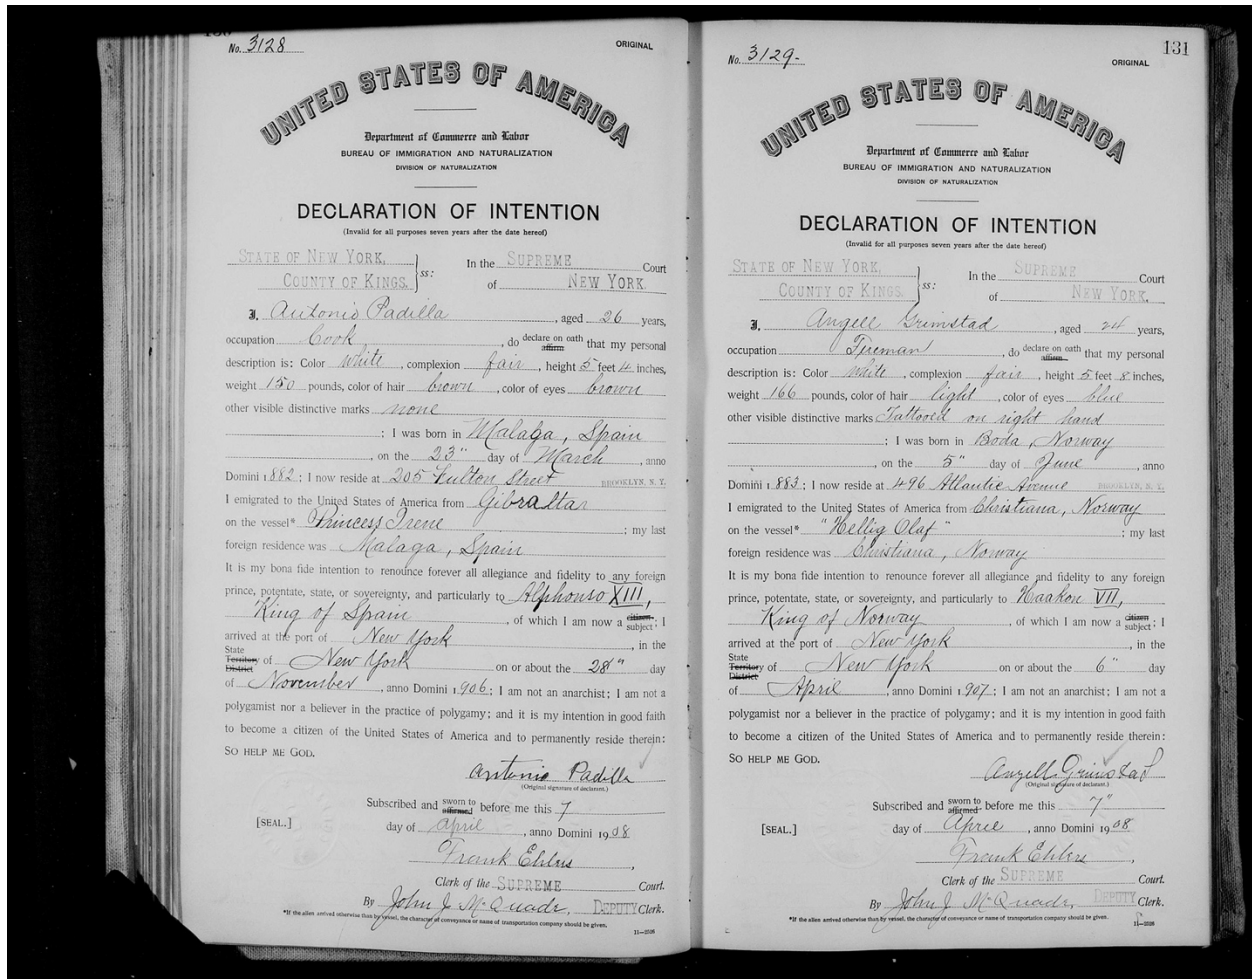 No. 3128
ORIGINAL
UNITED STATES OF AMERICA
Department of Commerce and Labor
BUREAU OF IMMIGRATION AND NATURALIZATION
DIVISION OF NATURALIZATION
DECLARATION OF INTENTION
(Invalid for all purposes seven years after the date hereof)
STATE OF NEW YORK,
COUNTY OF KINGS. ss:
In the SUPREME Court
of NEW YORK.
I, Antonio Padilla, aged 26 years,
occupation Cook, do declare on oath affirm that my personal
description is: Color white, complexion fair, height 5 feet 4 inches,
weight 150 pounds, color of hair brown, color of eyes brown
other visible distinctive marks none
; I was born in Malaga, Spain
, on the 23" day of March, anno
Domini 1882; I now reside at 205 Fulton Street BROOKLYN, N. Y.
I emigrated to the United States of America from Gibraltar
on the vessel* Princess Irene ; my last
foreign residence was Malaga, Spain
It is my bona fide intention to renounce forever all allegiance and fidelity to any foreign
prince, potentate, state, or sovereignty, and particularly to Alphonso XIII,
King of Spain, of which I am now a citizen subject; I
arrived at the port of New York, in the
State Territory District of New York on or about the 28" day
of November, anno Domini 1906; I am not an anarchist; I am not a
polygamist nor a believer in the practice of polygamy; and it is my intention in good faith
to become a citizen of the United States of America and to permanently reside therein:
SO HELP ME GOD.
Antonio Padilla
(Original signature of declarant.)
Subscribed and sworn to affirmed before me this 7
[SEAL.] day of April, anno Domini 1908
Frank Ehlers,
Clerk of the SUPREME Court.
By John J McQuade, DEPUTY Clerk.
*If the alien arrived otherwise than by vessel, the character of conveyance or name of transportation company should be given.
11—2526
131
No. 3129-
ORIGINAL
UNITED STATES OF AMERICA
Department of Commerce and Labor
BUREAU OF IMMIGRATION AND NATURALIZATION
DIVISION OF NATURALIZATION
DECLARATION OF INTENTION
(Invalid for all purposes seven years after the date hereof)
STATE OF NEW YORK,
COUNTY OF KINGS. ss:
In the SUPREME Court
of NEW YORK.
I, Angell Grimstad, aged 24 years,
occupation Fireman, do declare on oath affirm that my personal
description is: Color white, complexion fair, height 5 feet 8 inches,
weight 166 pounds, color of hair light, color of eyes blue
other visible distinctive marks Tattooed on right hand
; I was born in Boda, Norway
, on the 5" day of June, anno
Domini 1883; I now reside at 496 Atlantic Avenue BROOKLYN, N. Y.
I emigrated to the United States of America from Christiana, Norway
on the vessel* "Hellig Olaf" ; my last
foreign residence was Christiana, Norway
It is my bona fide intention to renounce forever all allegiance and fidelity to any foreign
prince, potentate, state, or sovereignty, and particularly to Haakon VII,
King of Norway, of which I am now a citizen subject; I
arrived at the port of New York, in the
State Territory District of New York on or about the 6" day
of April, anno Domini 1907; I am not an anarchist; I am not a
polygamist nor a believer in the practice of polygamy; and it is my intention in good faith
to become a citizen of the United States of America and to permanently reside therein:
SO HELP ME GOD.
Angell Grimstad
(Original signature of declarant.)
Subscribed and sworn to affirmed before me this 7"
[SEAL.] day of April, anno Domini 1908
Frank Ehlers,
Clerk of the SUPREME Court.
By John J McQuade, DEPUTY Clerk.
*If the alien arrived otherwise than by vessel, the character of conveyance or name of transportation company should be given.
11—2526